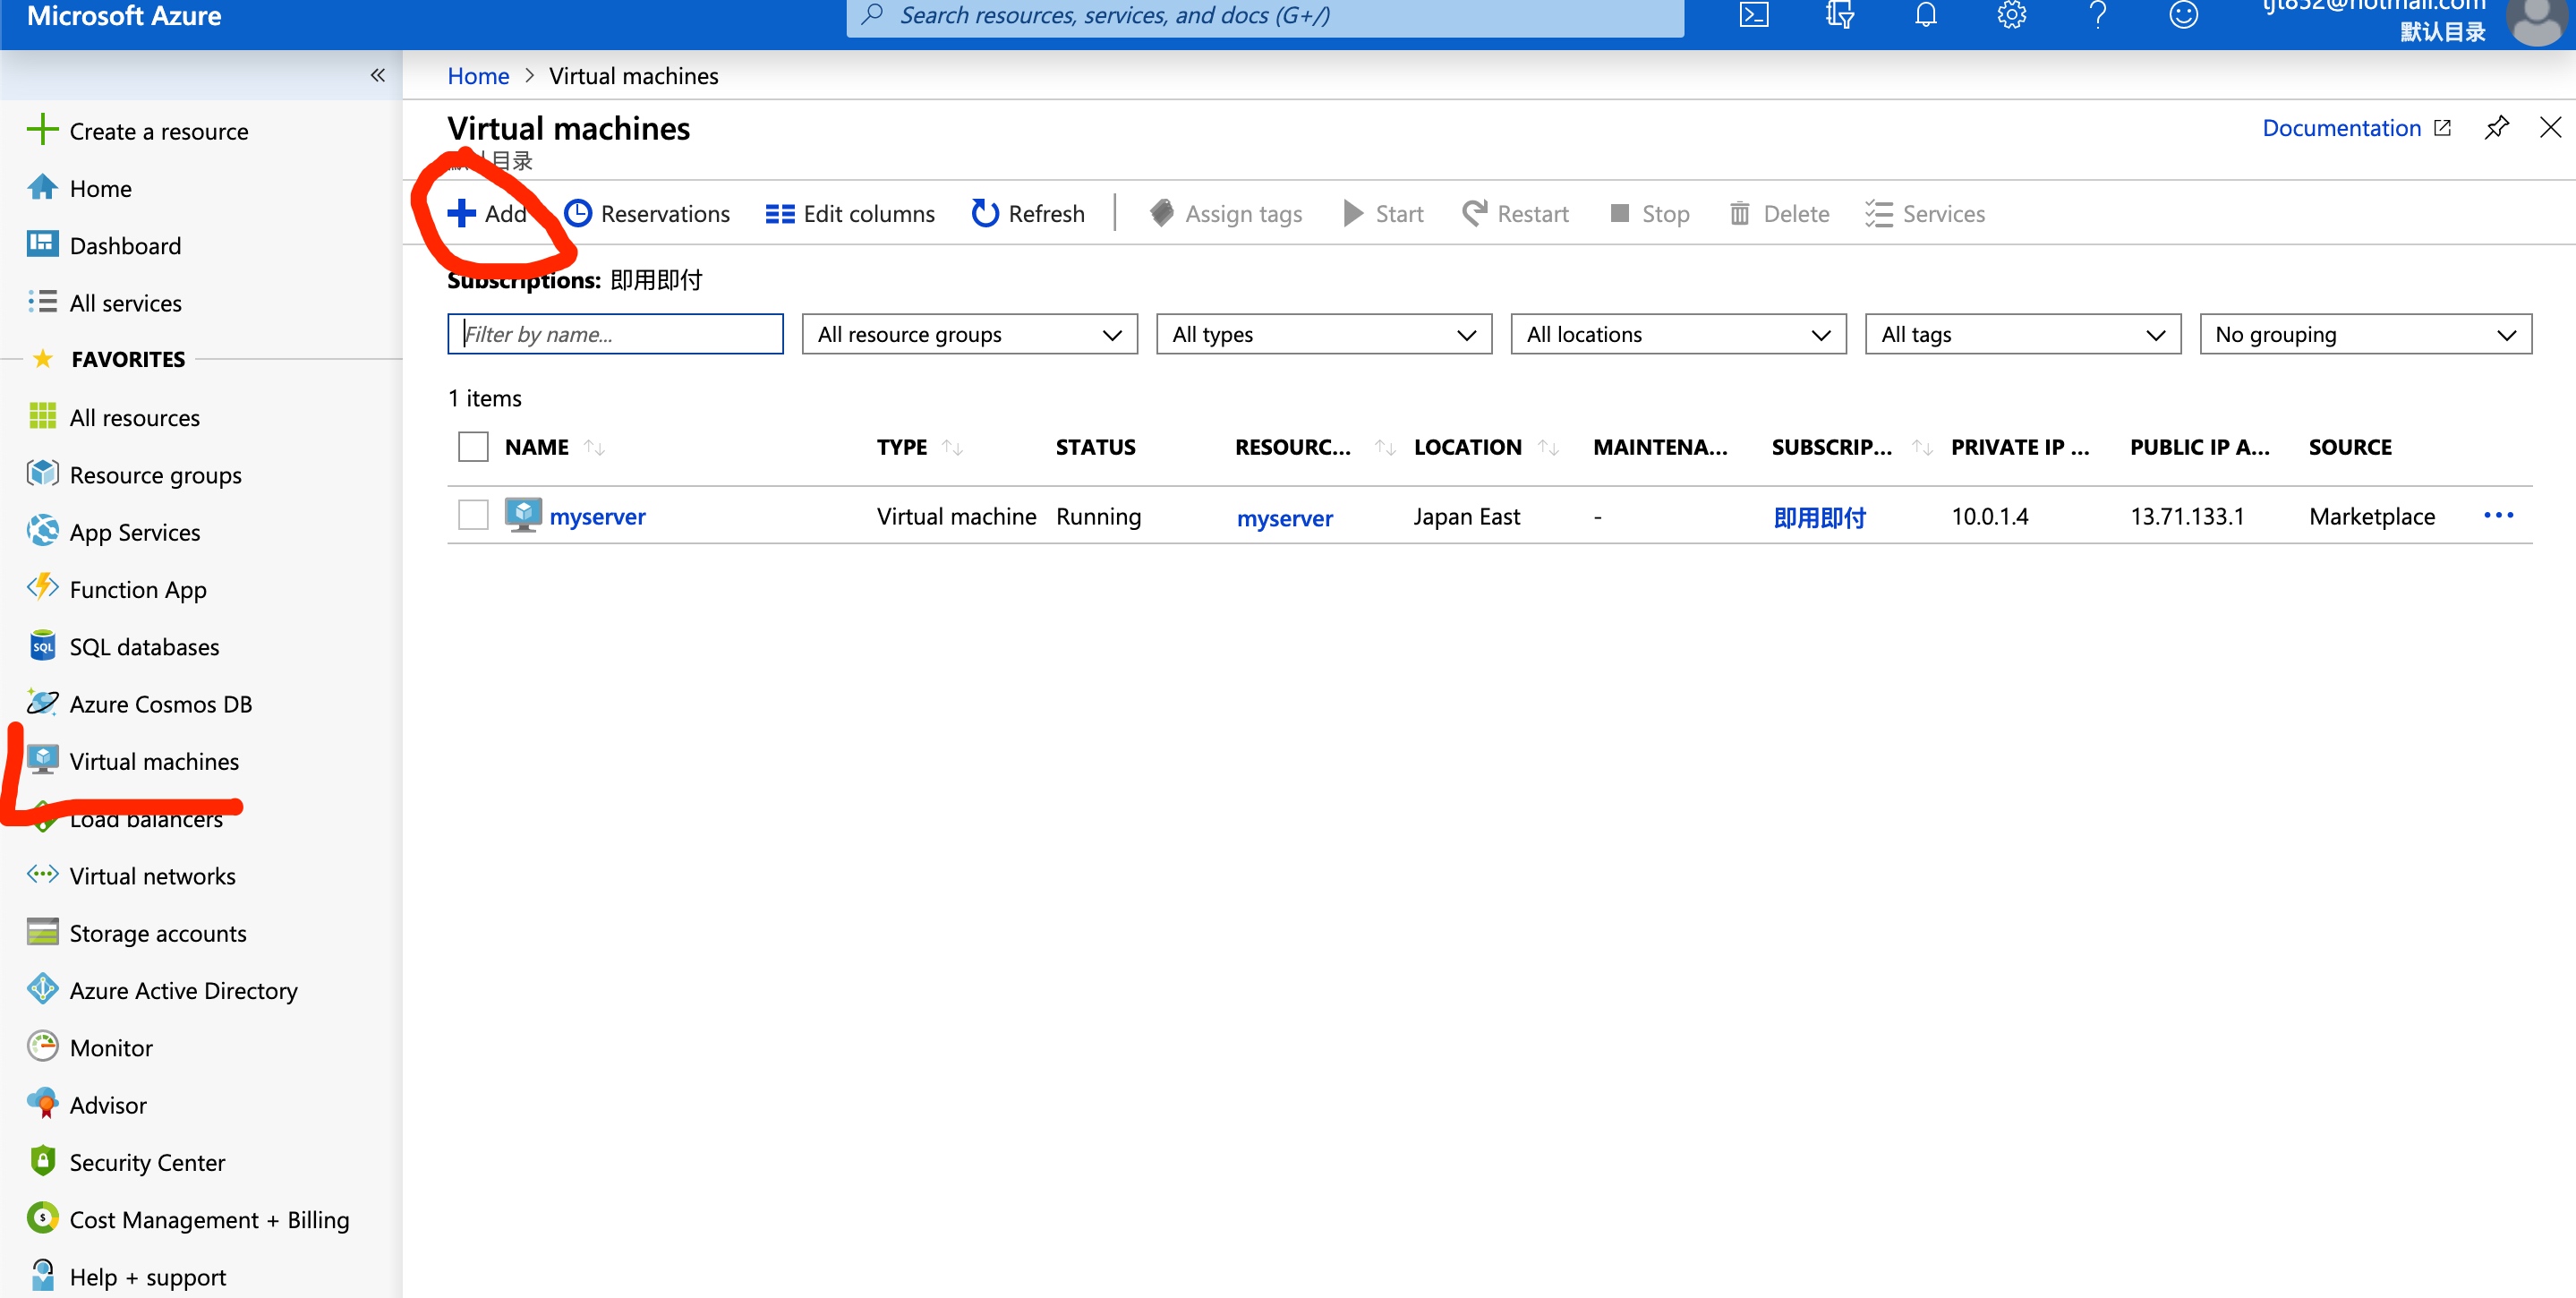 Microsoft Azure
Search resources, services, and docs (G+/)
默认目录
Home > Virtual machines
Create a resource
Home
Dashboard
All services
FAVORITES
All resources
Resource groups
App Services
Function App
SQL databases
Azure Cosmos DB
Virtual machines
Load balancers
Virtual networks
Storage accounts
Azure Active Directory
Monitor
Advisor
Security Center
Cost Management + Billing
Help + support
Virtual machines
Documentation
默认目录
Add Reservations Edit columns Refresh Assign tags Start Restart Stop Delete Services
Subscriptions: 即用即付
Filter by name... All resource groups All types All locations All tags No grouping
1 items
NAME TYPE STATUS RESOURC... LOCATION MAINTENA... SUBSCRIP... PRIVATE IP ... PUBLIC IP A... SOURCE
myserver Virtual machine Running myserver Japan East - 即用即付 10.0.1.4 13.71.133.1 Marketplace